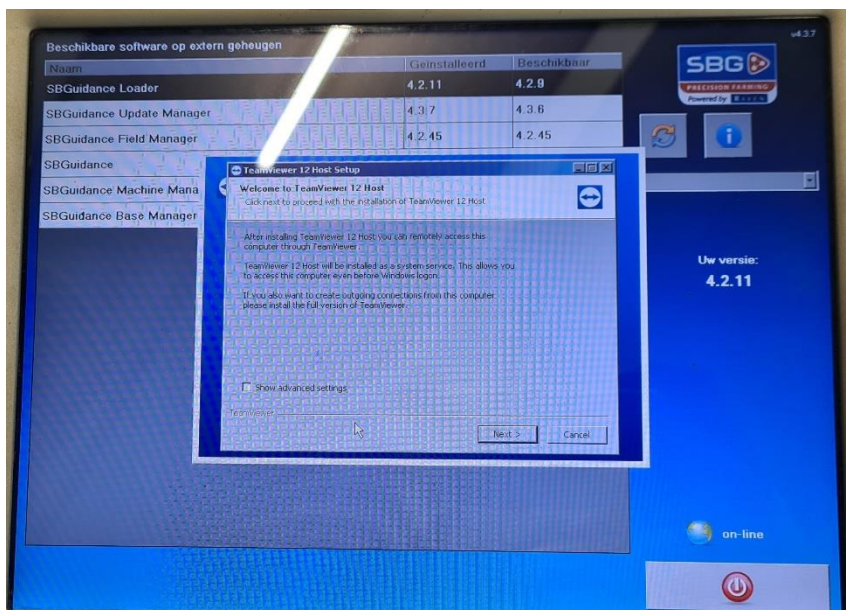 v4.3.7
Beschikbare software op extern geheugen
Naam Geinstalleerd Beschikbaar
SBGuidance Loader 4.2.11 4.2.9
SBGuidance Update Manager 4.3.7 4.3.6
SBGuidance Field Manager 4.2.45 4.2.45
SBGuidance
SBGuidance Machine Mana
SBGuidance Base Manager
SBG
PRECISION FARMING
Powered by RAVEN
TeamViewer 12 Host Setup
Welcome to TeamViewer 12 Host
Click next to proceed with the installation of TeamViewer 12 Host
After installing TeamViewer 12 Host you can remotely access this
computer through TeamViewer.
TeamViewer 12 Host will be installed as a system service. This allows you
to access this computer even before Windows logon.
If you also want to create outgoing connections from this computer
please install the full version of TeamViewer.
Show advanced settings
TeamViewer
Next >
Cancel
Uw versie:
4.2.11
on-line